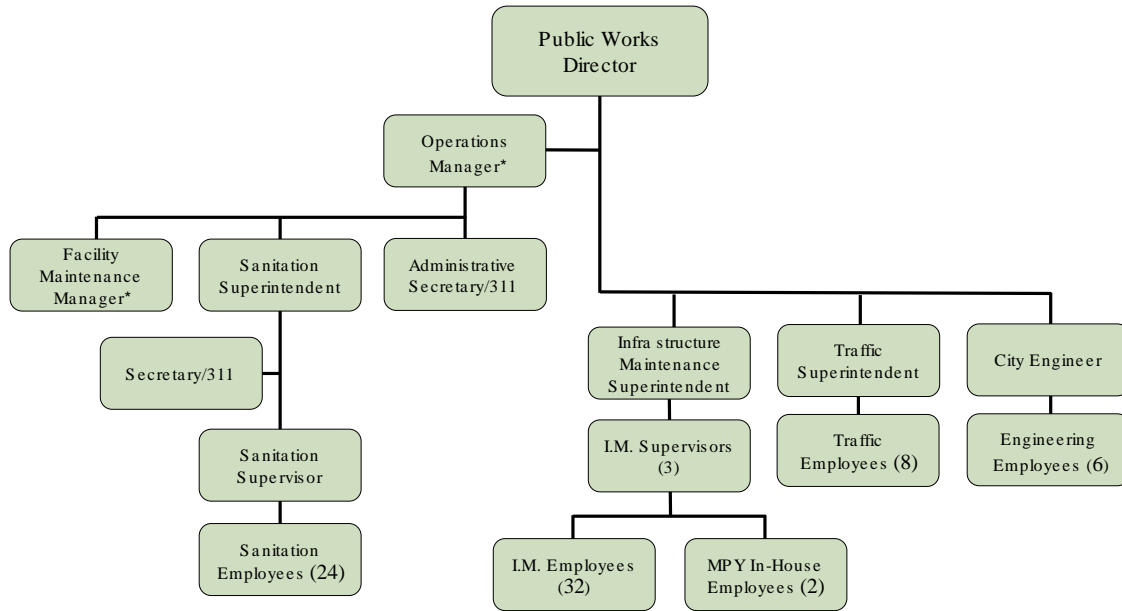 Public Works
Director
Operations
Manager*
Facility
Maintenance
Manager*
Sanitation
Superintendent
Administrative
Secretary/311
Secretary/311
Sanitation
Supervisor
Sanitation
Employees (24)
Infra structure
Maintenance
Superintendent
Traffic
Superintendent
City Engineer
I.M. Supervisors
(3)
Traffic
Employees (8)
Engineering
Employees (6)
I.M. Employees
(32)
MPY In-House
Employees (2)